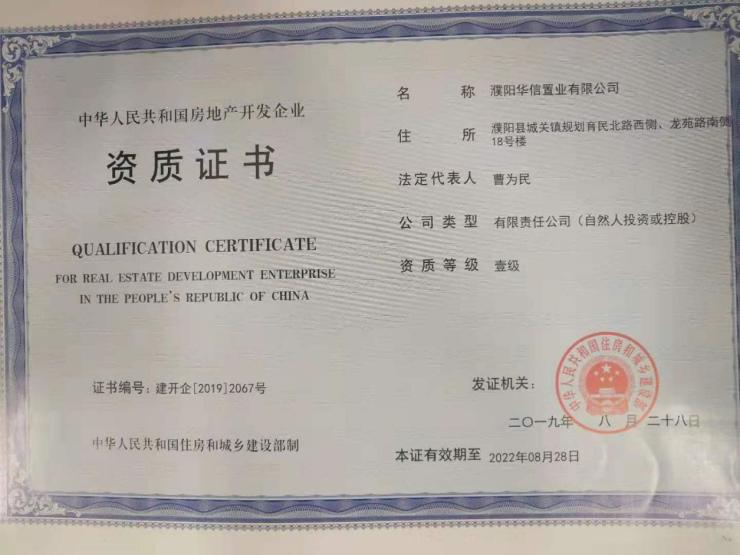 中华人民共和国房地产开发企业
资质证书
QUALIFICATION CERTIFICATE
FOR REAL ESTATE DEVELOPMENT ENTERPRISE
IN THE PEOPLE'S REPUBLIC OF CHINA
证书编号：建开企[2019]2067号
中华人民共和国住房和城乡建设部制
名 称 濮阳华信置业有限公司
住 所 濮阳县城关镇规划育民北路西侧、龙苑路南侧
18号楼
法定代表人 曹为民
公司类型 有限责任公司（自然人投资或控股）
资质等级 壹级
发证机关：
中华人民共和国住房和城乡建设部
二〇一九年 八 月 二十八日
本证有效期至 2022年08月28日